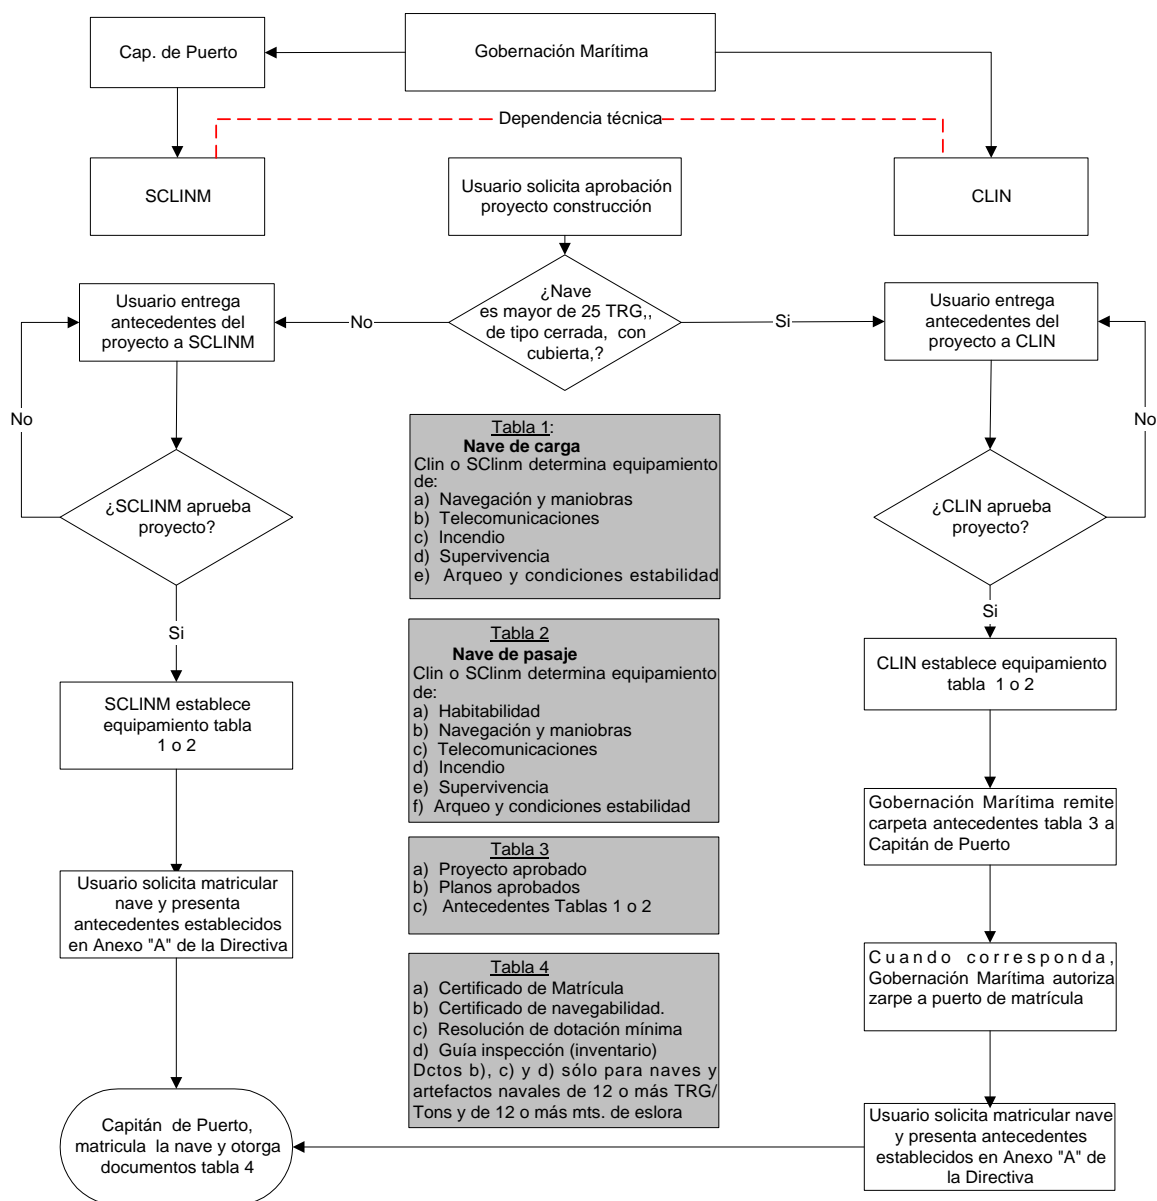 Cap. de Puerto
Gobernación Marítima
Dependencia técnica
SCLINM
Usuario solicita aprobación
proyecto construcción
CLIN
Usuario entrega
antecedentes del
proyecto a SCLINM
No
¿Nave
es mayor de 25 TRG,,
de tipo cerrada, con
cubierta,?
Si
Usuario entrega
antecedentes del
proyecto a CLIN
No
No
¿SCLINM aprueba
proyecto?
¿CLIN aprueba
proyecto?
Si
Si
Tabla 1:
Nave de carga
Clin o SClinm determina equipamiento
de:
a) Navegación y maniobras
b) Telecomunicaciones
c) Incendio
d) Supervivencia
e) Arqueo y condiciones estabilidad
Tabla 2
Nave de pasaje
Clin o SClinm determina equipamiento
de:
a) Habitabilidad
b) Navegación y maniobras
c) Telecomunicaciones
d) Incendio
e) Supervivencia
f) Arqueo y condiciones estabilidad
SCLINM establece
equipamiento tabla
1 o 2
CLIN establece equipamiento
tabla 1 o 2
Gobernación Marítima remite
carpeta antecedentes tabla 3 a
Capitán de Puerto
Tabla 3
a) Proyecto aprobado
b) Planos aprobados
c) Antecedentes Tablas 1 o 2
Usuario solicita matricular
nave y presenta
antecedentes establecidos
en Anexo "A" de la Directiva
Cuando corresponda,
Gobernación Marítima autoriza
zarpe a puerto de matrícula
Tabla 4
a) Certificado de Matrícula
b) Certificado de navegabilidad.
c) Resolución de dotación mínima
d) Guía inspección (inventario)
Dctos b), c) y d) sólo para naves y
artefactos navales de 12 o más TRG/
Tons y de 12 o más mts. de eslora
Capitán de Puerto,
matricula la nave y otorga
documentos tabla 4
Usuario solicita matricular nave
y presenta antecedentes
establecidos en Anexo "A" de
la Directiva